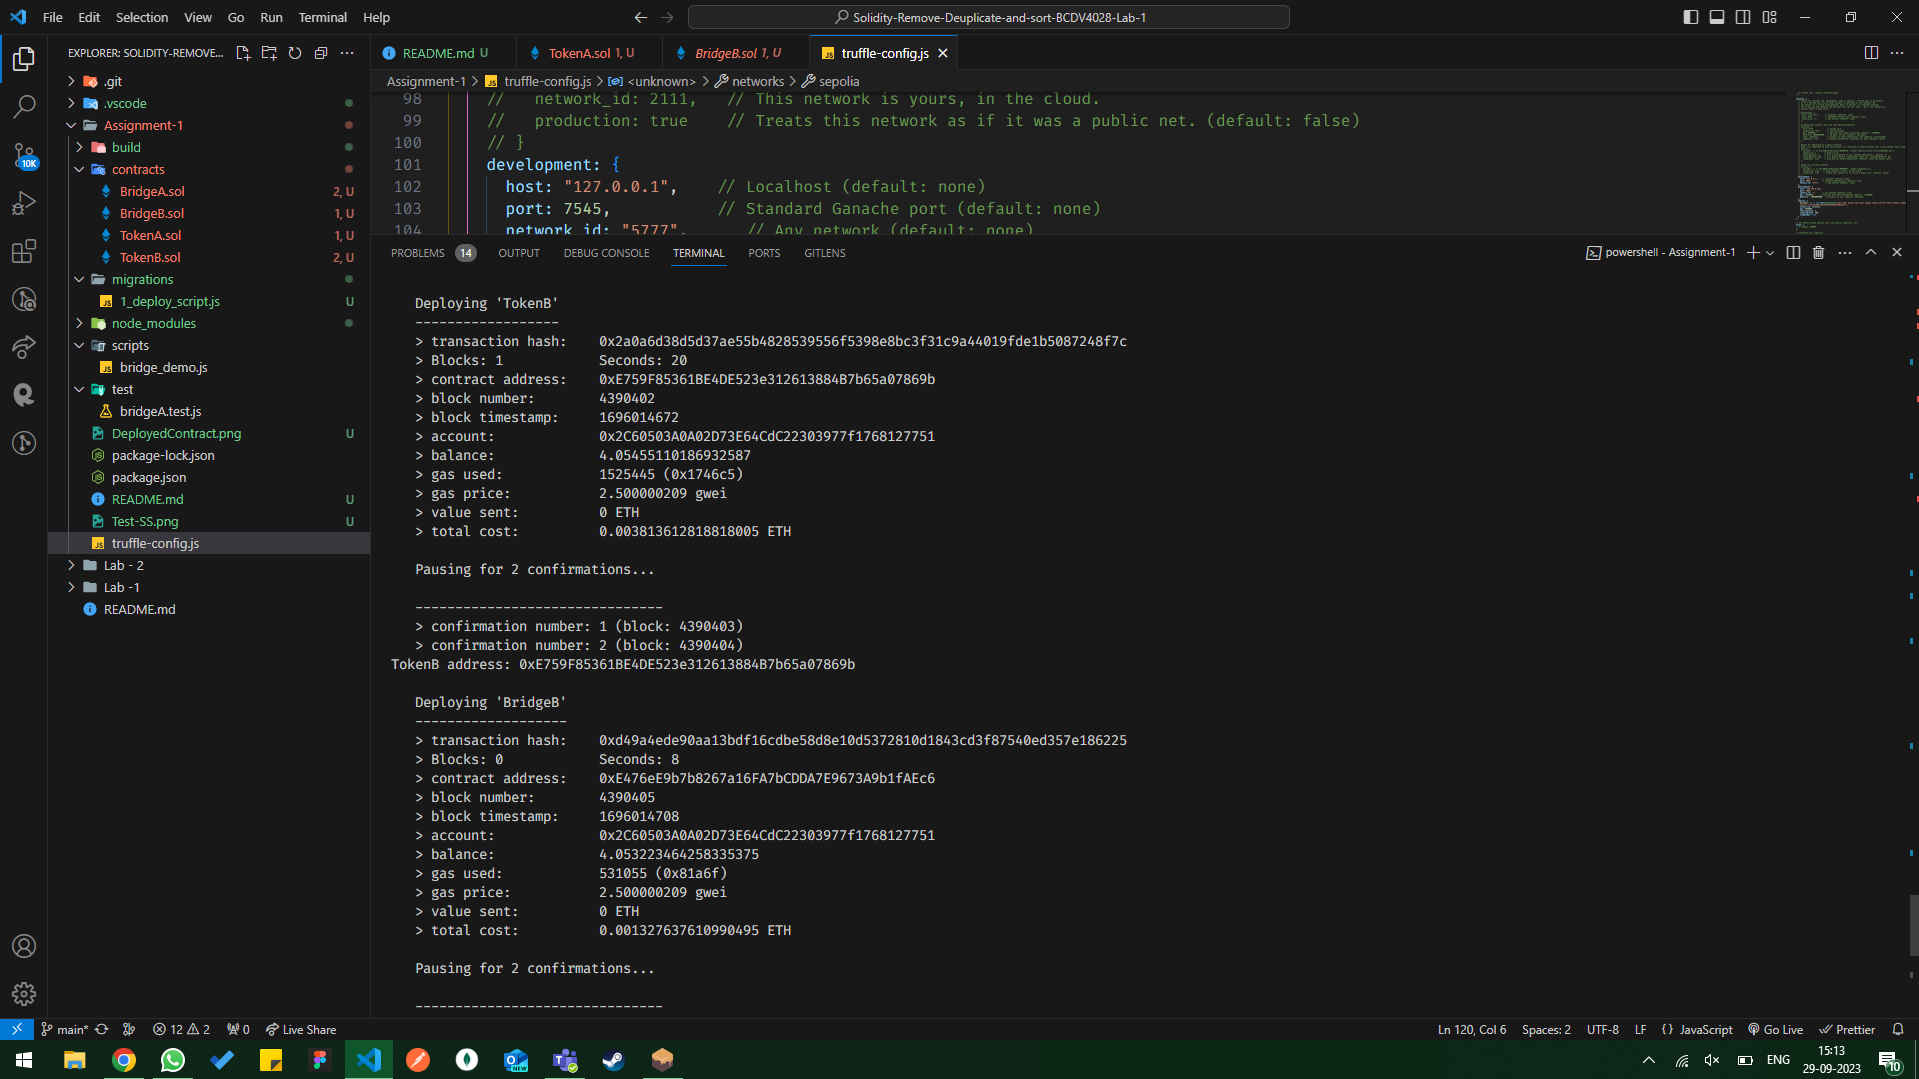 File Edit Selection View Go Run Terminal Help
Solidity-Remove-Deuplicate-and-sort-BCDV4028-Lab-1
EXPLORER: SOLIDITY-REMOVE...
.git
.vscode
Assignment-1
build
contracts
BridgeA.sol 2, U
BridgeB.sol 1, U
TokenA.sol 1, U
TokenB.sol 2, U
migrations
1_deploy_script.js U
node_modules
scripts
bridge_demo.js
test
bridgeA.test.js
DeployedContract.png U
package-lock.json
package.json
README.md U
Test-SS.png U
truffle-config.js
Lab - 2
Lab -1
README.md
10K
README.md U TokenA.sol 1, U BridgeB.sol 1, U truffle-config.js
Assignment-1 > truffle-config.js > <unknown> > networks > sepolia
98 // network_id: 2111, // This network is yours, in the cloud.
99 // production: true // Treats this network as if it was a public net. (default: false)
100 // }
101 development: {
102 host: "127.0.0.1", // Localhost (default: none)
103 port: 7545, // Standard Ganache port (default: none)
104 network_id: "5777", // Any network (default: none)
PROBLEMS 14 OUTPUT DEBUG CONSOLE TERMINAL PORTS GITLENS
powershell - Assignment-1
Deploying 'TokenB'
------------------
> transaction hash: 0x2a0a6d38d5d37ae55b4828539556f5398e8bc3f31c9a44019fde1b5087248f7c
> Blocks: 1 Seconds: 20
> contract address: 0xE759F85361BE4DE523e312613884B7b65a07869b
> block number: 4390402
> block timestamp: 1696014672
> account: 0x2C60503A0A02D73E64CdC22303977f1768127751
> balance: 4.05455110186932587
> gas used: 1525445 (0x1746c5)
> gas price: 2.500000209 gwei
> value sent: 0 ETH
> total cost: 0.003813612818818005 ETH
Pausing for 2 confirmations...
-------------------------------
> confirmation number: 1 (block: 4390403)
> confirmation number: 2 (block: 4390404)
TokenB address: 0xE759F85361BE4DE523e312613884B7b65a07869b
Deploying 'BridgeB'
-------------------
> transaction hash: 0xd49a4ede90aa13bdf16cdbe58d8e10d5372810d1843cd3f87540ed357e186225
> Blocks: 0 Seconds: 8
> contract address: 0xE476eE9b7b8267a16FA7bCDDA7E9673A9b1fAEc6
> block number: 4390405
> block timestamp: 1696014708
> account: 0x2C60503A0A02D73E64CdC22303977f1768127751
> balance: 4.053223464258335375
> gas used: 531055 (0x81a6f)
> gas price: 2.500000209 gwei
> value sent: 0 ETH
> total cost: 0.001327637610990495 ETH
Pausing for 2 confirmations...
-------------------------------
main* 12 2 0 Live Share
Ln 120, Col 6 Spaces: 2 UTF-8 LF {} JavaScript Go Live Prettier
ENG
15:13
29-09-2023
10